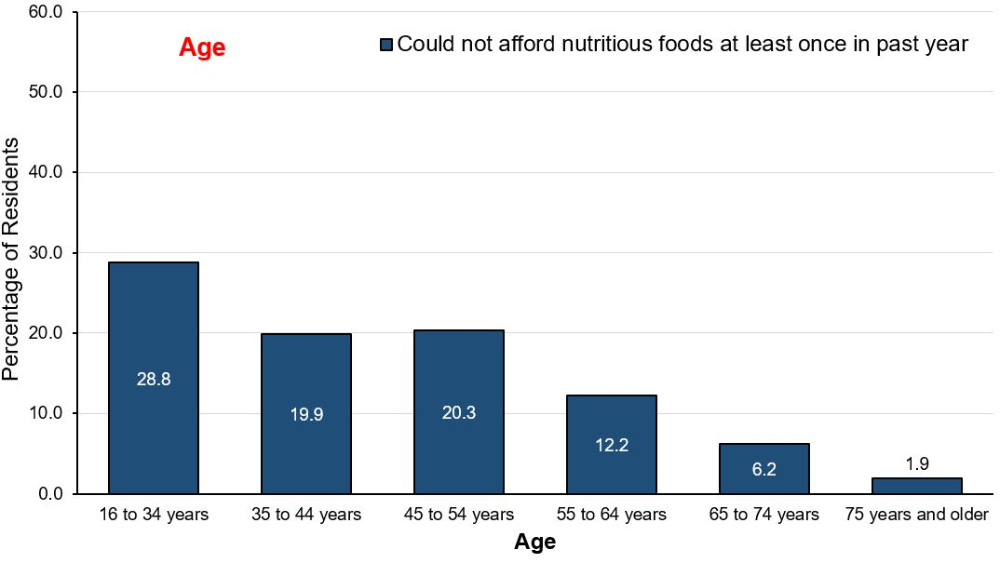 60.0
50.0
40.0
30.0
20.0
10.0
0.0
Percentage of Residents
Age
Could not afford nutritious foods at least once in past year
28.8
19.9
20.3
12.2
6.2
1.9
16 to 34 years
35 to 44 years
45 to 54 years
55 to 64 years
65 to 74 years
75 years and older
Age